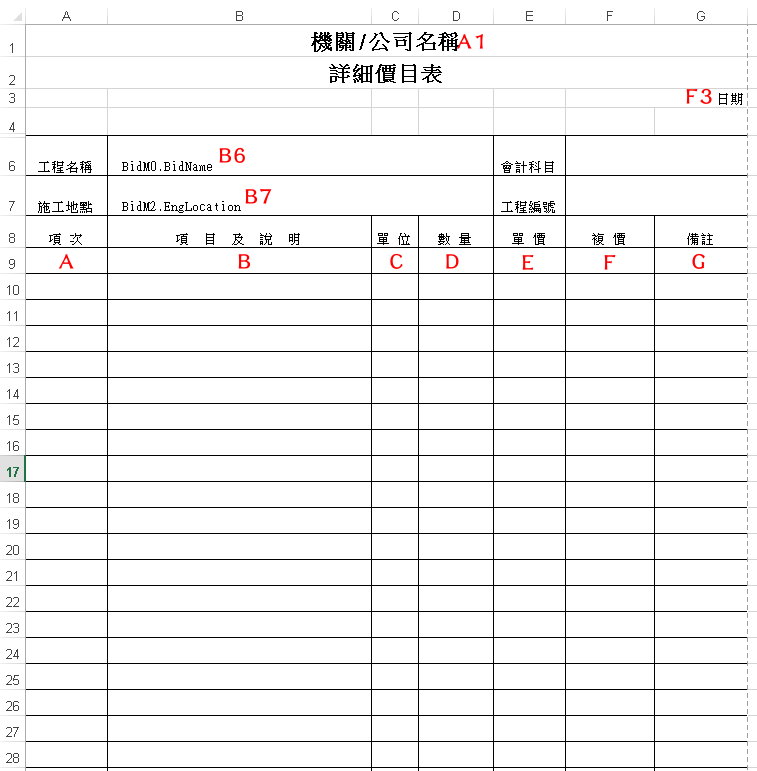 A B C D E F G
1 機關/公司名稱A1
2 詳細價目表
3 F3 日期
4
6 工程名稱 BidM0.BidName B6 會計科目
7 施工地點 BidM2.EngLocation B7 工程編號
8 項 次 項 目 及 說 明 單 位 數 量 單 價 複 價 備註
9 A B C D E F G
10
11
12
13
14
15
16
17
18
19
20
21
22
23
24
25
26
27
28